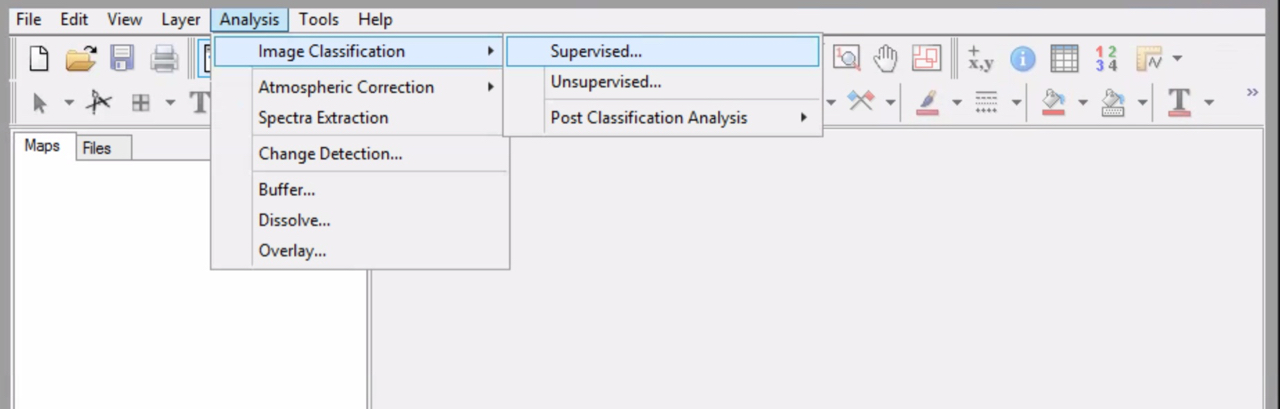 File Edit View Layer Analysis Tools Help
Image Classification
Supervised...
Unsupervised...
Post Classification Analysis
Atmospheric Correction
Spectra Extraction
Change Detection...
Buffer...
Dissolve...
Overlay...
+
x,y
i
1 2
3 4
T
T
»
Maps Files